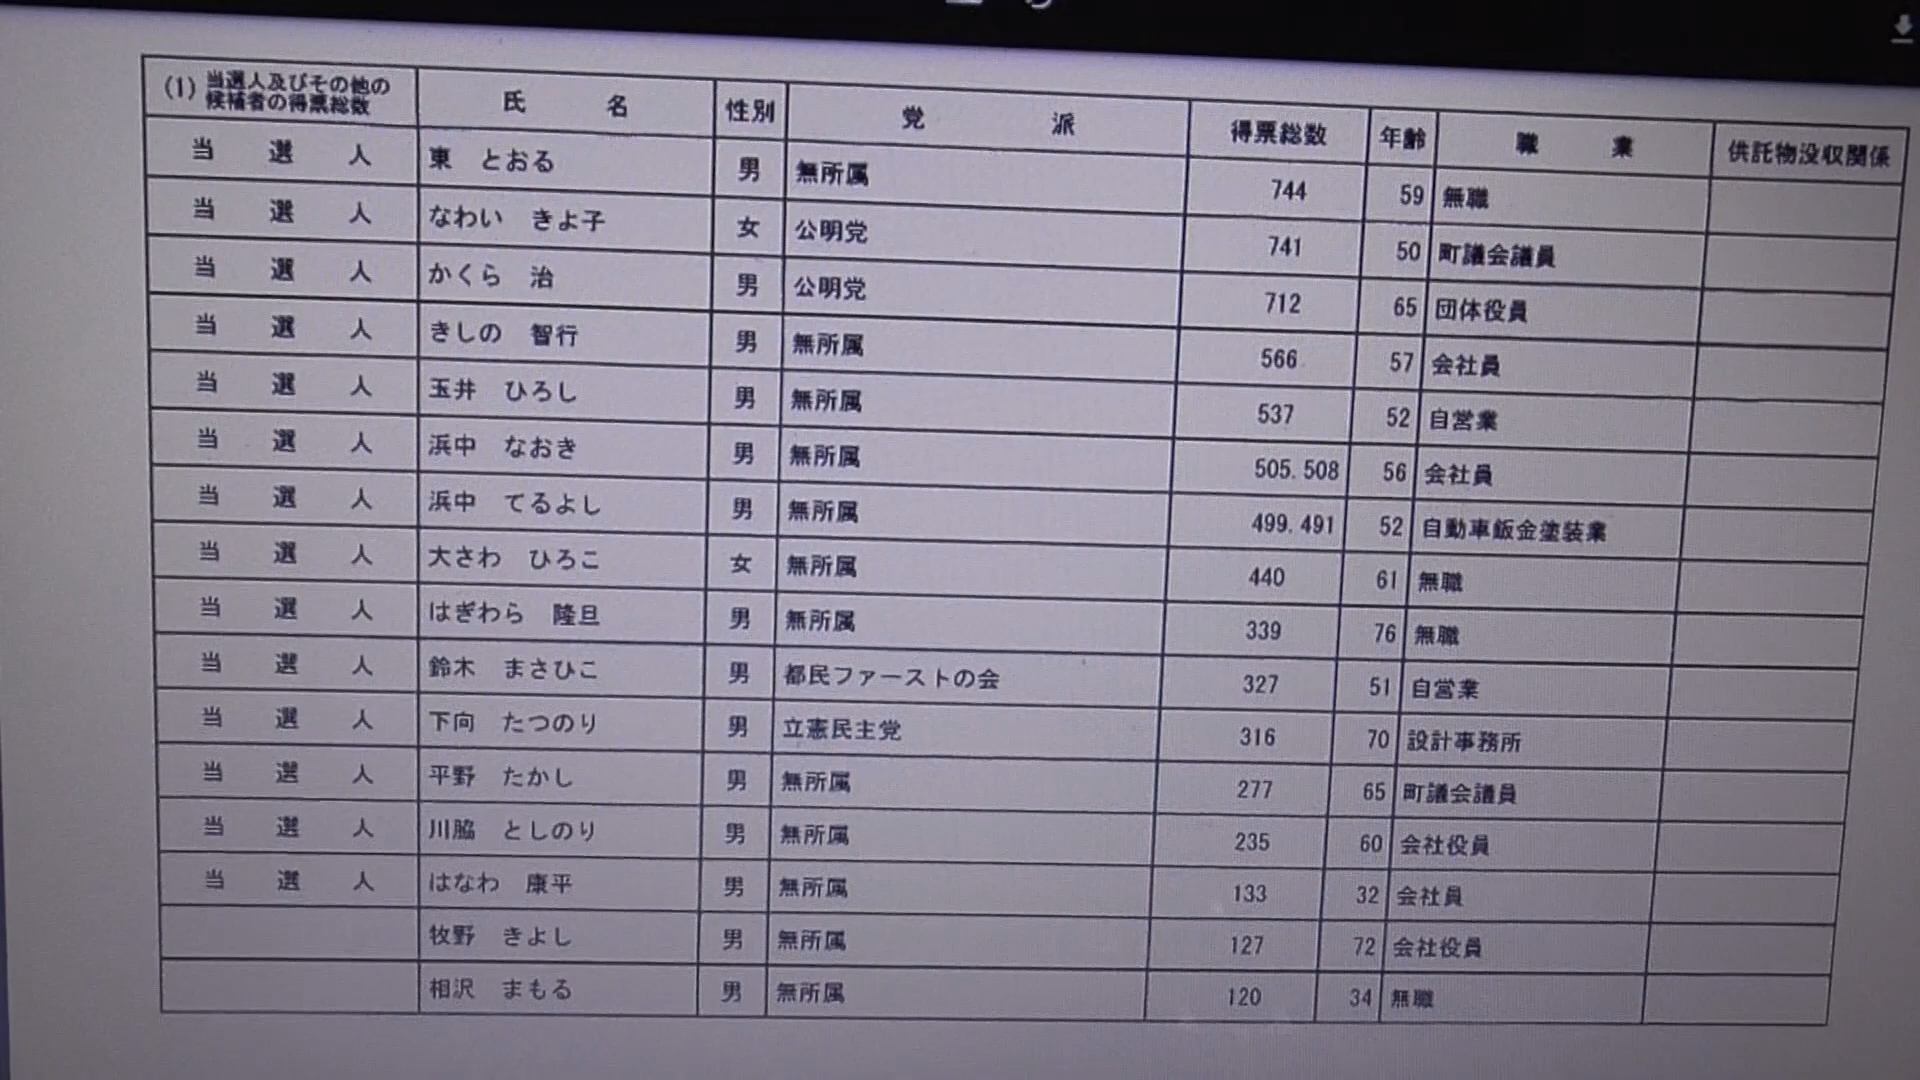 (1) 当選人及びその他の候補者の得票総数 氏名 性別 党派 得票総数 年齢 職業 供託物没収関係
当選人 東 とおる 男 無所属 744 59 無職
当選人 なわい きよ子 女 公明党 741 50 町議会議員
当選人 かくら 治 男 公明党 712 65 団体役員
当選人 きしの 智行 男 無所属 566 57 会社員
当選人 玉井 ひろし 男 無所属 537 52 自営業
当選人 浜中 なおき 男 無所属 505.508 56 会社員
当選人 浜中 てるよし 男 無所属 499.491 52 自動車鈑金塗装業
当選人 大さわ ひろこ 女 無所属 440 61 無職
当選人 はぎわら 隆旦 男 無所属 339 76 無職
当選人 鈴木 まさひこ 男 都民ファーストの会 327 51 自営業
当選人 下向 たつのり 男 立憲民主党 316 70 設計事務所
当選人 平野 たかし 男 無所属 277 65 町議会議員
当選人 川脇 としのり 男 無所属 235 60 会社役員
当選人 はなわ 康平 男 無所属 133 32 会社員
牧野 きよし 男 無所属 127 72 会社役員
相沢 まもる 男 無所属 120 34 無職